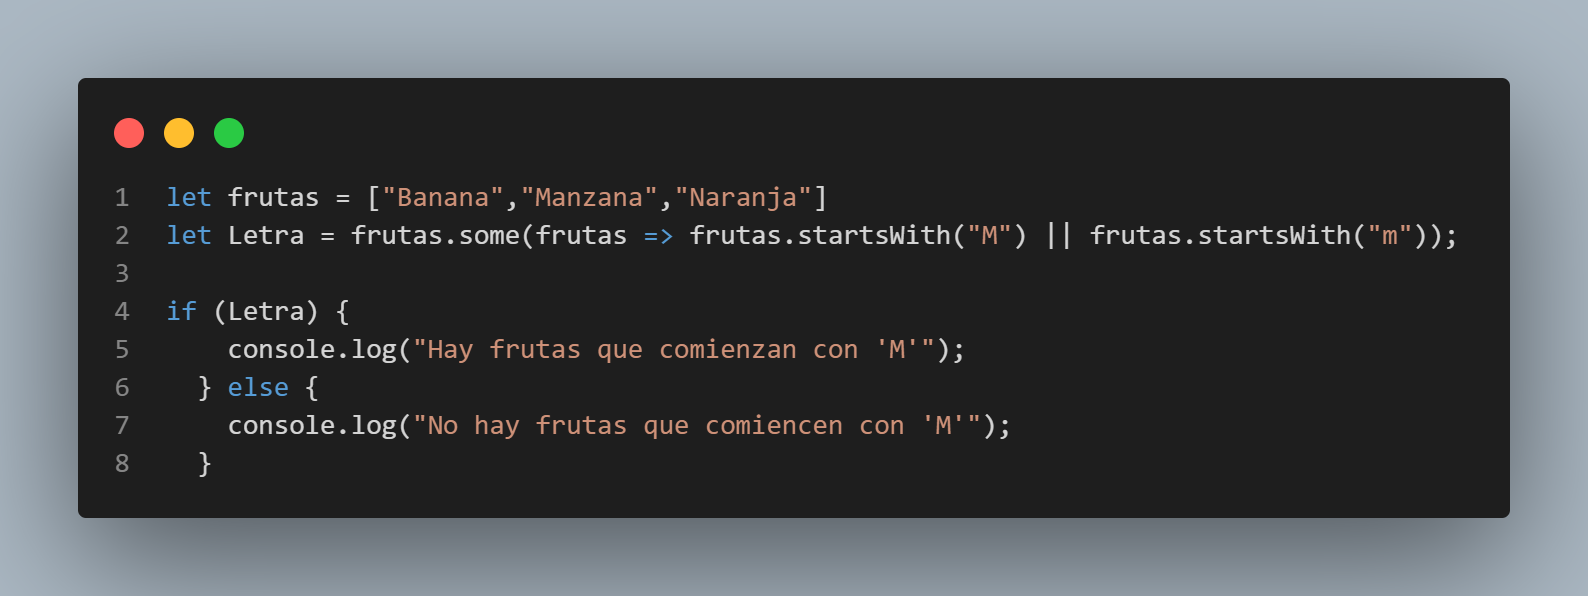 1 let frutas = ["Banana","Manzana","Naranja"]
2 let Letra = frutas.some(frutas => frutas.startsWith("M") || frutas.startsWith("m"));
3
4 if (Letra) {
5     console.log("Hay frutas que comienzan con 'M'");
6   } else {
7     console.log("No hay frutas que comiencen con 'M'");
8   }